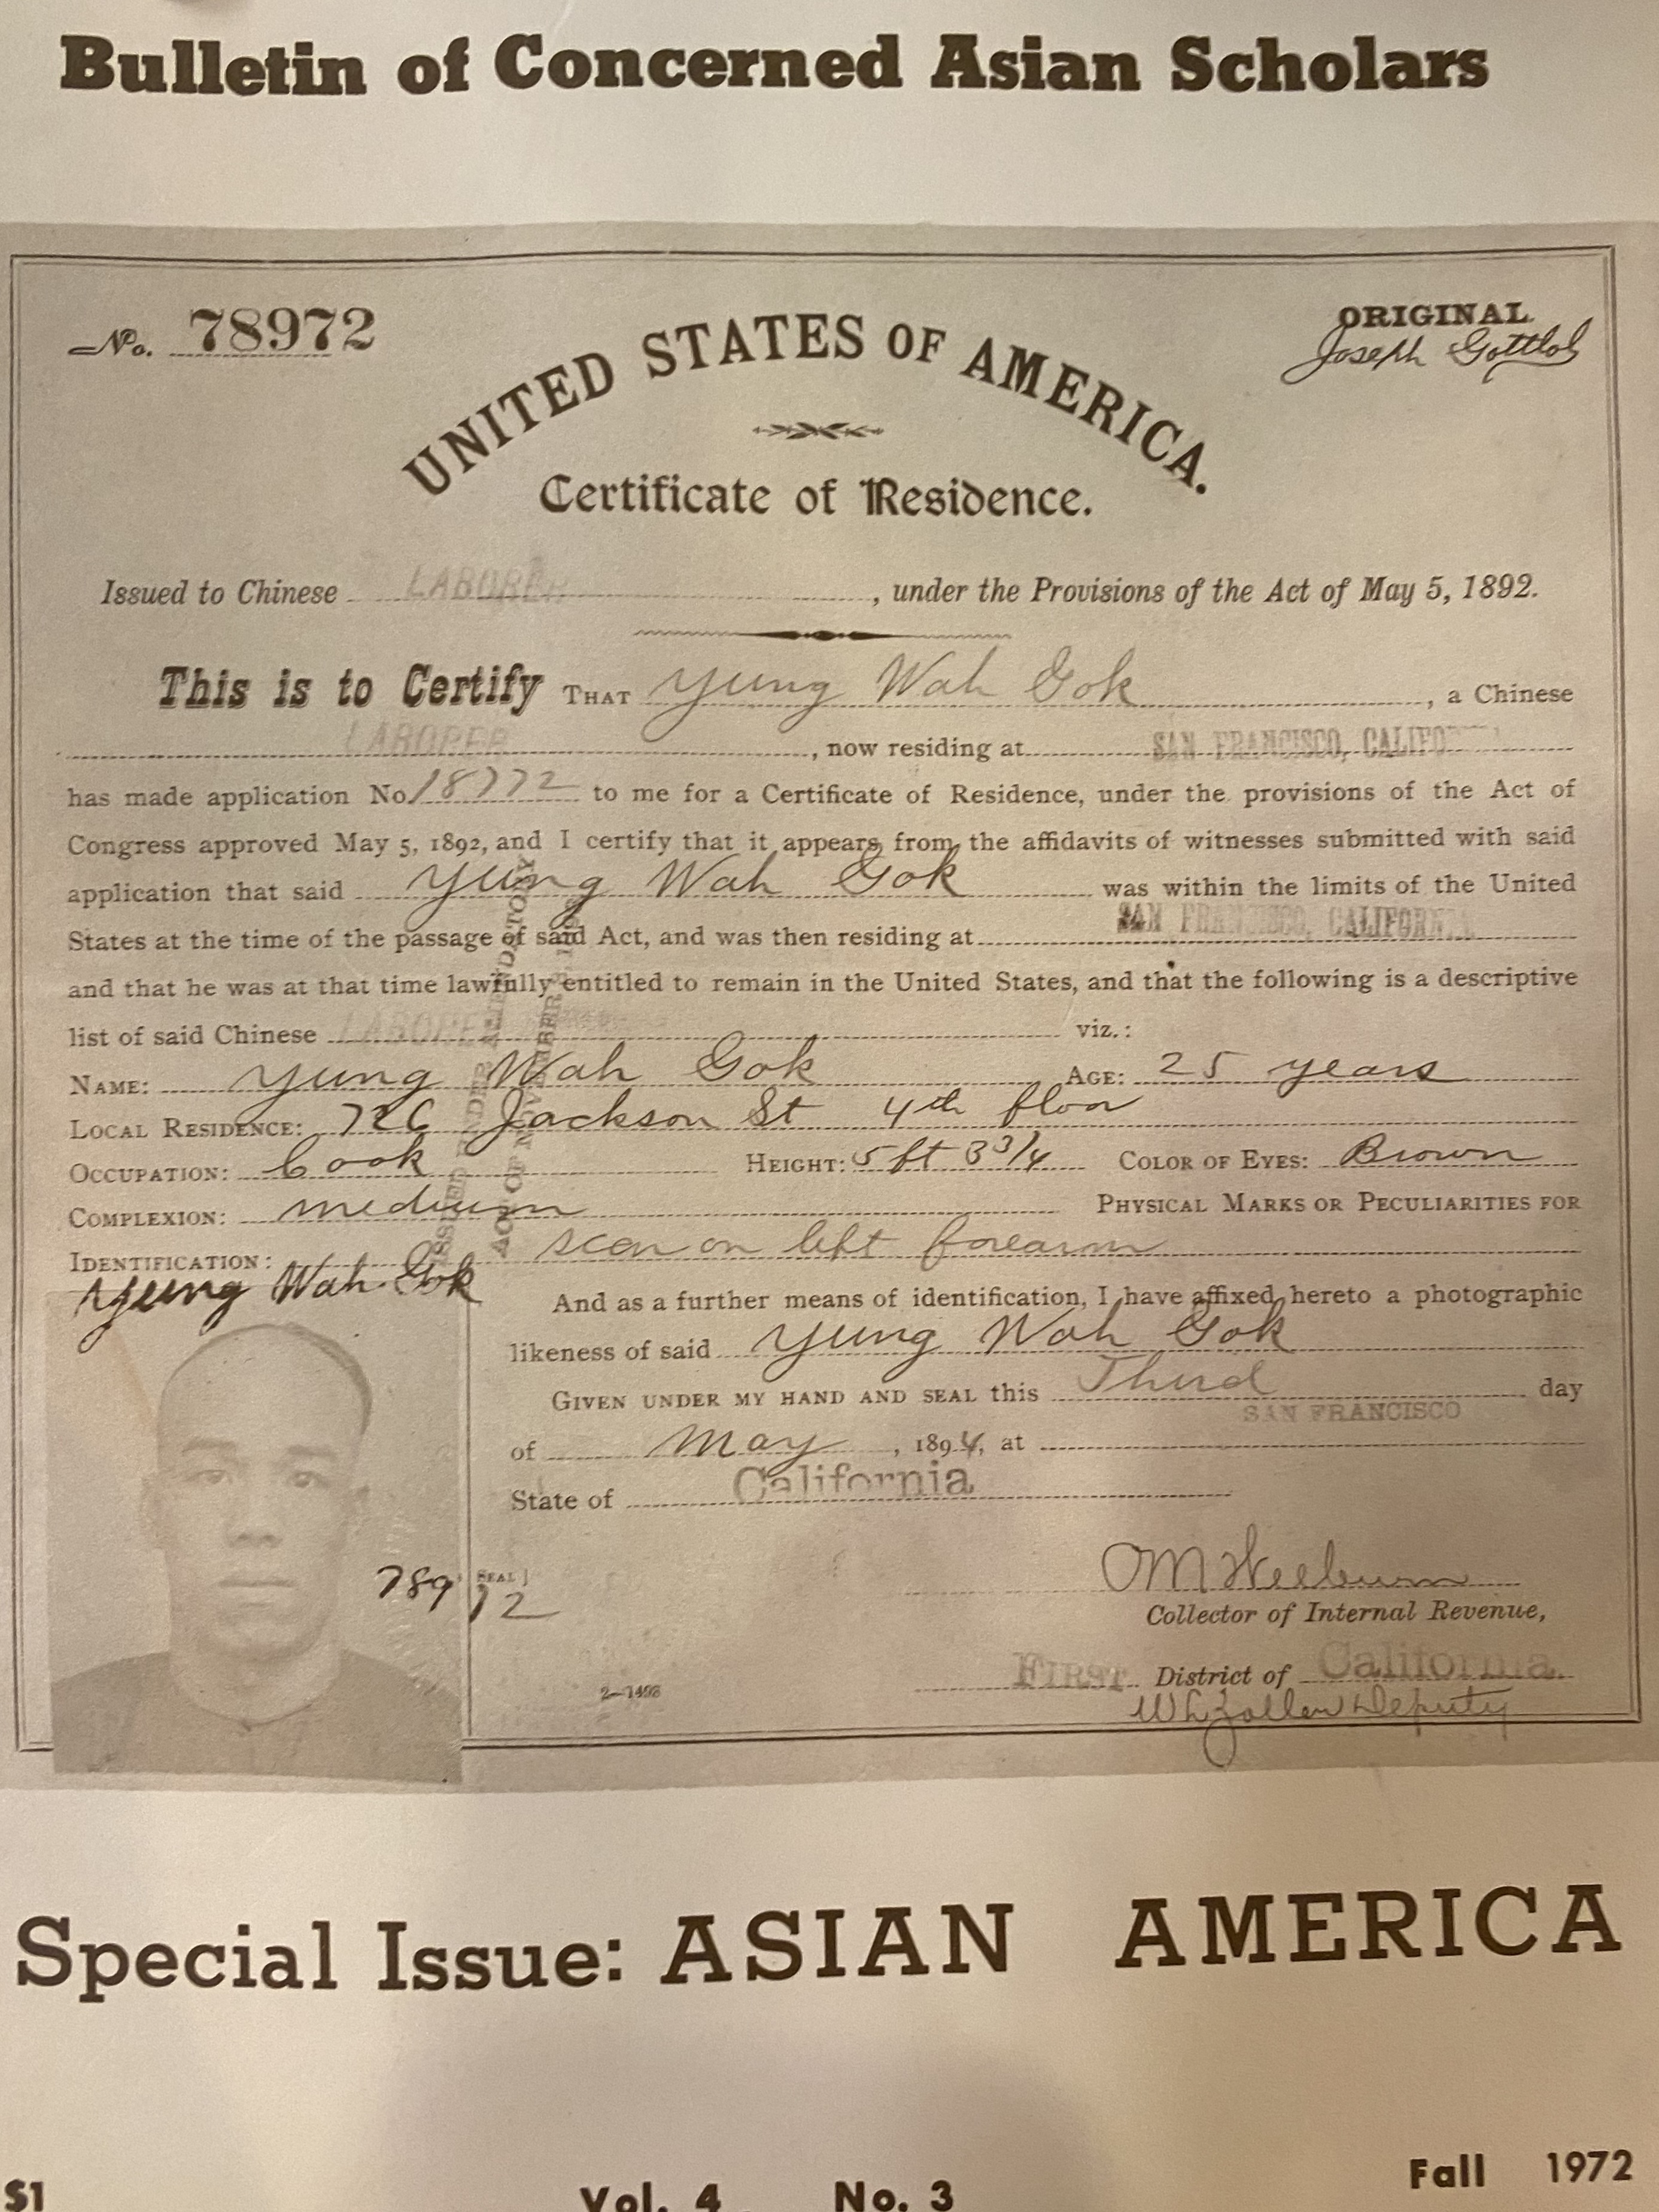 Bulletin of Concerned Asian Scholars
No. 78972
ORIGINAL
Joseph Gottlob
UNITED STATES OF AMERICA.
Certificate of Residence.
Issued to Chinese LABORER, under the Provisions of the Act of May 5, 1892.
This is to Certify THAT Yung Wah Gok, a Chinese
LABORER, now residing at SAN FRANCISCO, CALIFO
has made application No. 18772 to me for a Certificate of Residence, under the provisions of the Act of
Congress approved May 5, 1892, and I certify that it appears from the affidavits of witnesses submitted with said
application that said Yung Wah Gok was within the limits of the United
States at the time of the passage of said Act, and was then residing at SAN FRANCISCO, CALIFORNIA
and that he was at that time lawfully entitled to remain in the United States, and that the following is a descriptive
list of said Chinese LABORER viz.:
NAME: Yung Wah Gok AGE: 25 years
LOCAL RESIDENCE: 726 Jackson St 4th floor
OCCUPATION: Cook HEIGHT: 5 ft 3 3/4 COLOR OF EYES: Brown
COMPLEXION: medium PHYSICAL MARKS OR PECULIARITIES FOR
IDENTIFICATION: on left forearm
ISSUED UNDER
ACT OF NOVEMBER
Yung Wah Gok
And as a further means of identification, I have affixed hereto a photographic
likeness of said Yung Wah Gok
GIVEN UNDER MY HAND AND SEAL this Third day
of May, 1894, at SAN FRANCISCO
State of California
789 72
SEAL]
Collector of Internal Revenue,
FIRST District of California.
Deputy
2—1498
Special Issue: ASIAN AMERICA
$1 Vol. 4 No. 3 Fall 1972